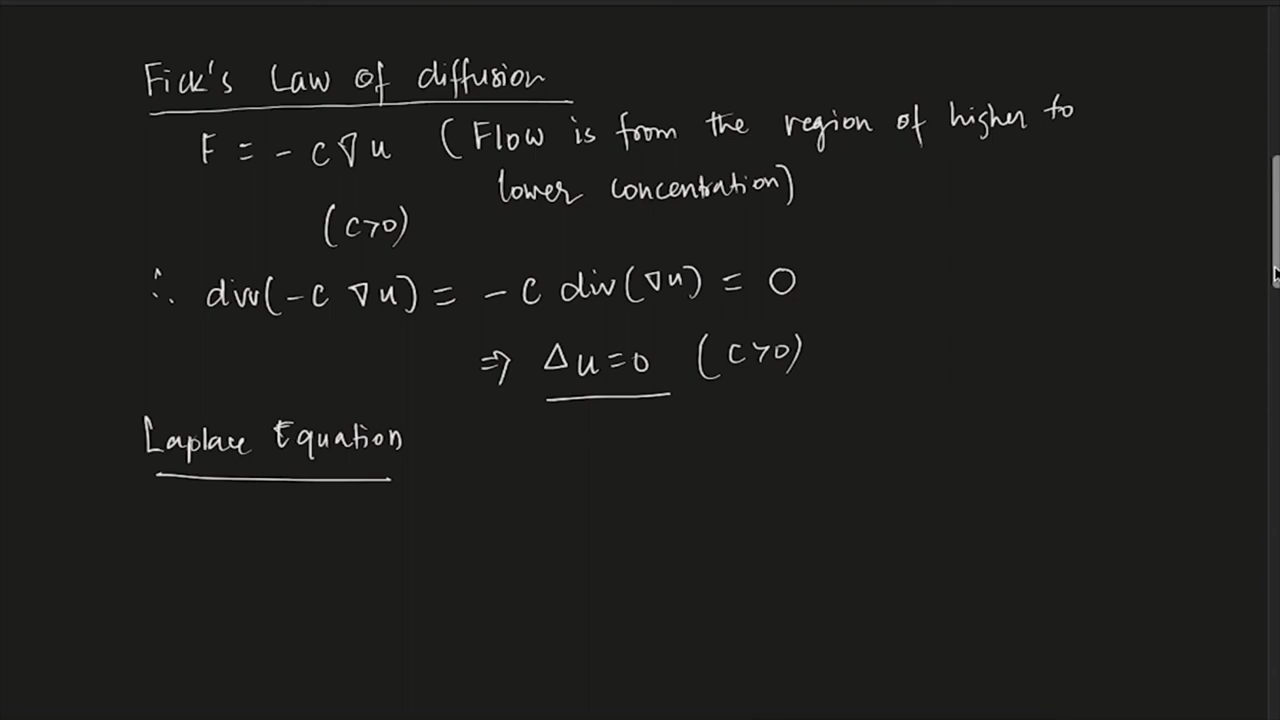 Fick's Law of diffusion
F = - C ∇u (Flow is from the region of higher to
lower concentration)
(C>0)
∴ div(-C ∇u) = - C div(∇u) = 0
⇒ Δu=0 (C>0)
Laplace Equation